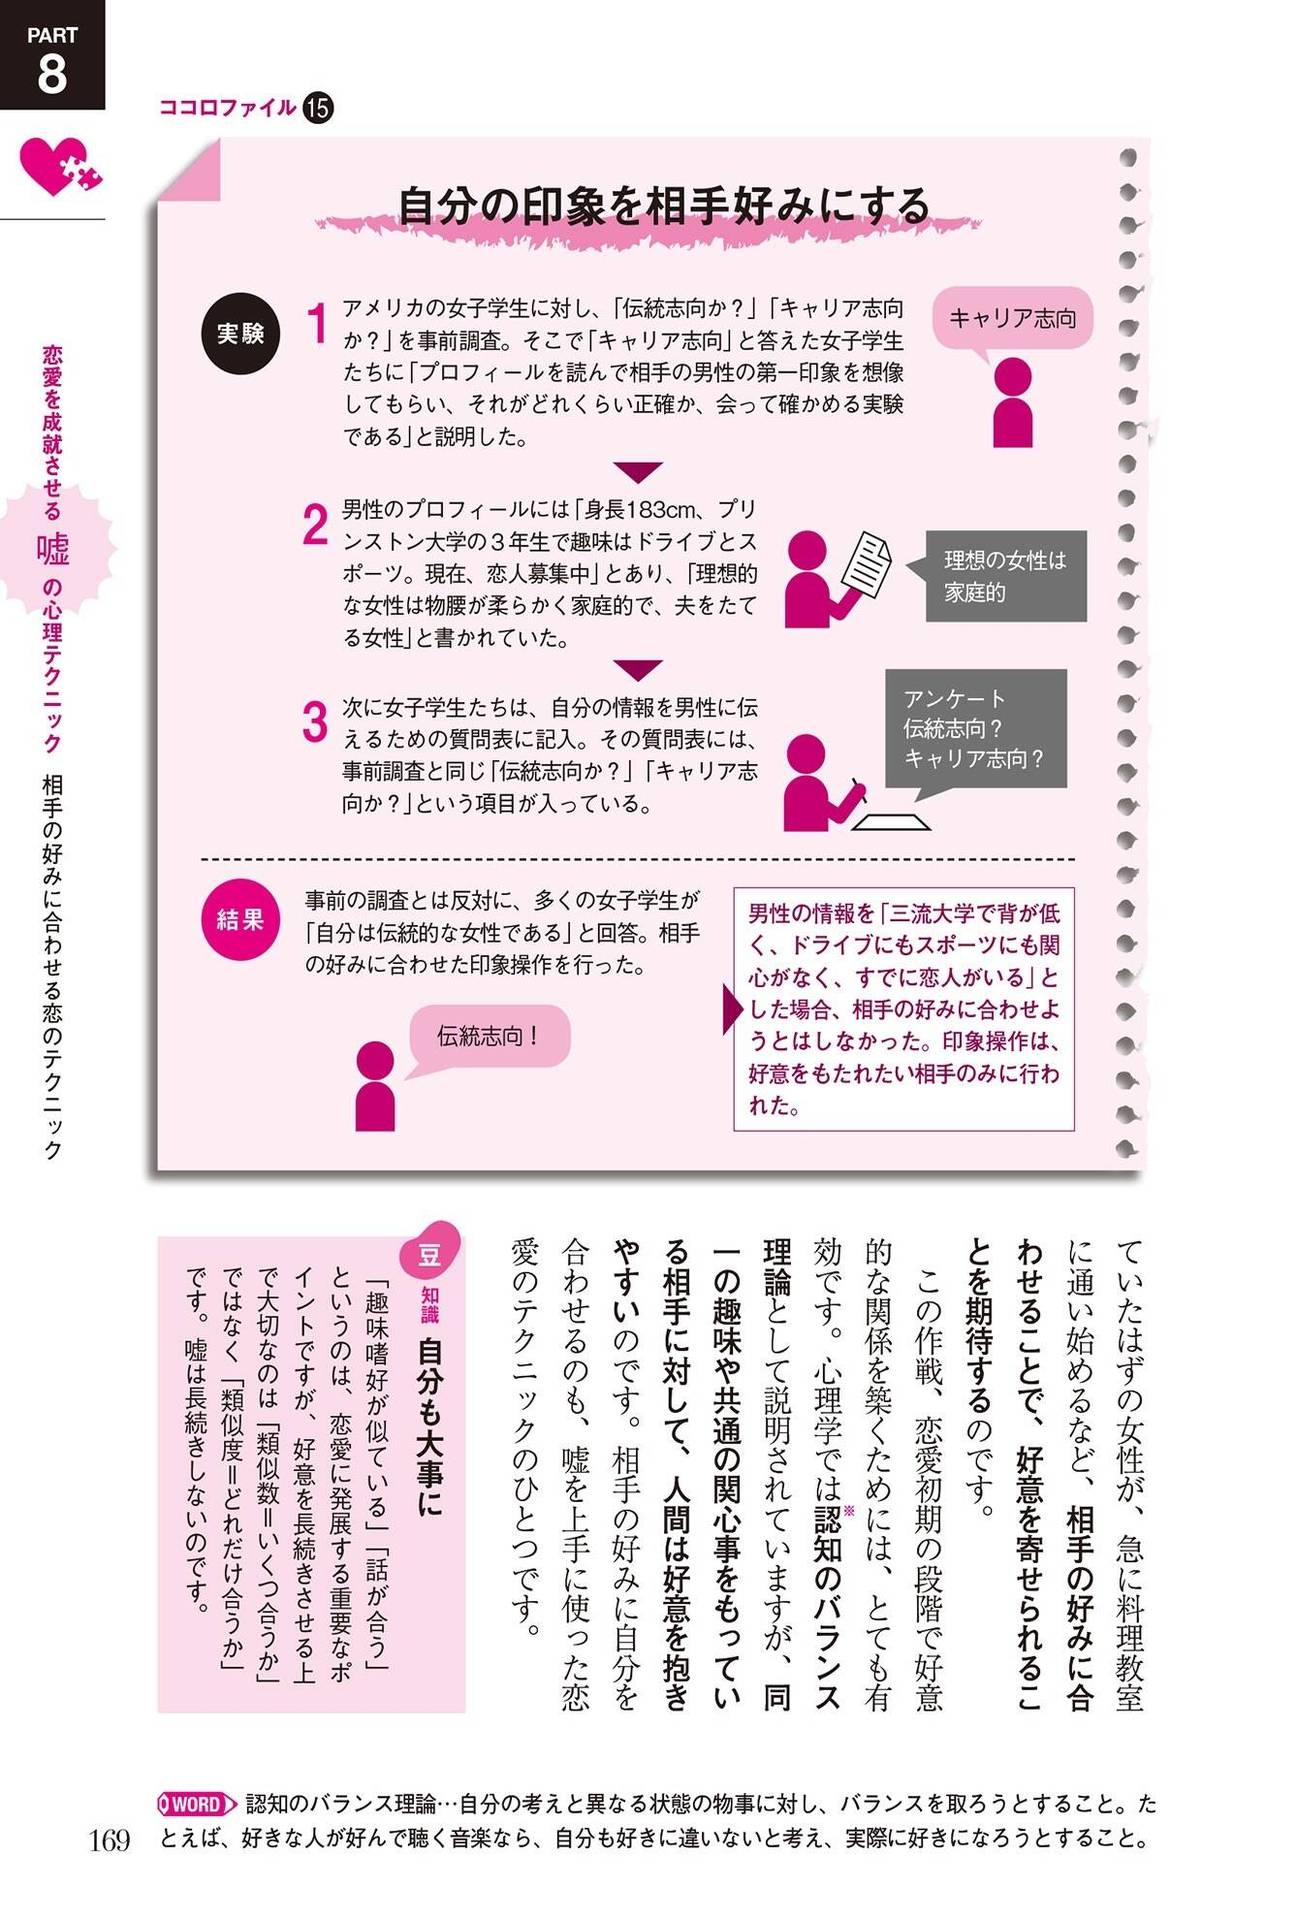 PART
8
恋愛を成就させる嘘の心理テクニック 相手の好みに合わせる恋のテクニック
ココロファイル15
自分の印象を相手好みにする
実験
1
アメリカの女子学生に対し、「伝統志向か?」「キャリア志向
か?」を事前調査。そこで「キャリア志向」と答えた女子学生
たちに「プロフィールを読んで相手の男性の第一印象を想像
してもらい、それがどれくらい正確か、会って確かめる実験
である」と説明した。
キャリア志向
2
男性のプロフィールには「身長183cm、プリ
ンストン大学の3年生で趣味はドライブとス
ポーツ。現在、恋人募集中」とあり、「理想的
な女性は物腰が柔らかく家庭的で、夫をたて
る女性」と書かれていた。
理想の女性は
家庭的
3
次に女子学生たちは、自分の情報を男性に伝
えるための質問表に記入。その質問表には、
事前調査と同じ「伝統志向か?」「キャリア志
向か?」という項目が入っている。
アンケート
伝統志向?
キャリア志向?
結果
事前の調査とは反対に、多くの女子学生が
「自分は伝統的な女性である」と回答。相手
の好みに合わせた印象操作を行った。
伝統志向!
男性の情報を「三流大学で背が低
く、ドライブにもスポーツにも関
心がなく、すでに恋人がいる」と
した場合、相手の好みに合わせよ
うとはしなかった。印象操作は、
好意をもたれたい相手のみに行わ
れた。
ていたはずの女性が、急に料理教室
に通い始めるなど、相手の好みに合
わせることで、好意を寄せられるこ
とを期待するのです。
この作戦、恋愛初期の段階で好意
的な関係を築くためには、とても有
効です。心理学では認知のバランス※
理論として説明されていますが、同
一の趣味や共通の関心事をもってい
る相手に対して、人間は好意を抱き
やすいのです。相手の好みに自分を
合わせるのも、嘘を上手に使った恋
愛のテクニックのひとつです。
豆知識 自分も大事に
「趣味嗜好が似ている」「話が合う」
というのは、恋愛に発展する重要なポ
イントですが、好意を長続きさせる上
で大切なのは「類似数=いくつ合うか」
ではなく「類似度=どれだけ合うか」
です。嘘は長続きしないのです。
WORD 認知のバランス理論…自分の考えと異なる状態の物事に対し、バランスを取ろうとすること。た
とえば、好きな人が好んで聴く音楽なら、自分も好きに違いないと考え、実際に好きになろうとすること。
169